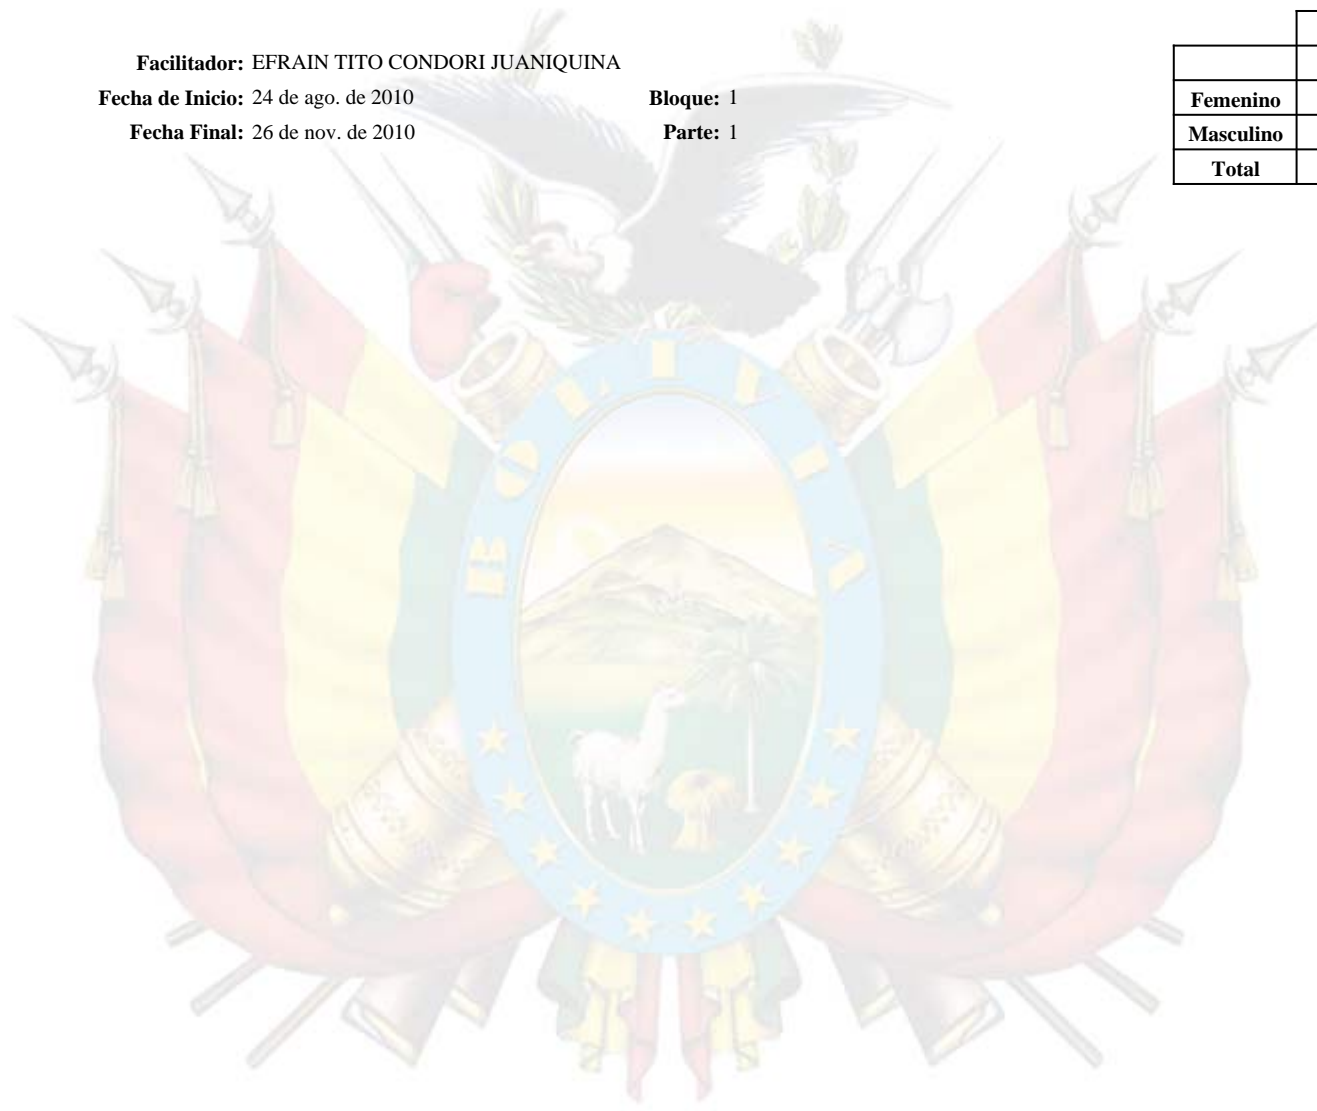 Facilitador: EFRAIN TITO CONDORI JUANIQUINA
Fecha de Inicio: 24 de ago. de 2010 Bloque: 1
Fecha Final: 26 de nov. de 2010 Parte: 1
Femenino
Masculino
Total
BOLIVIA